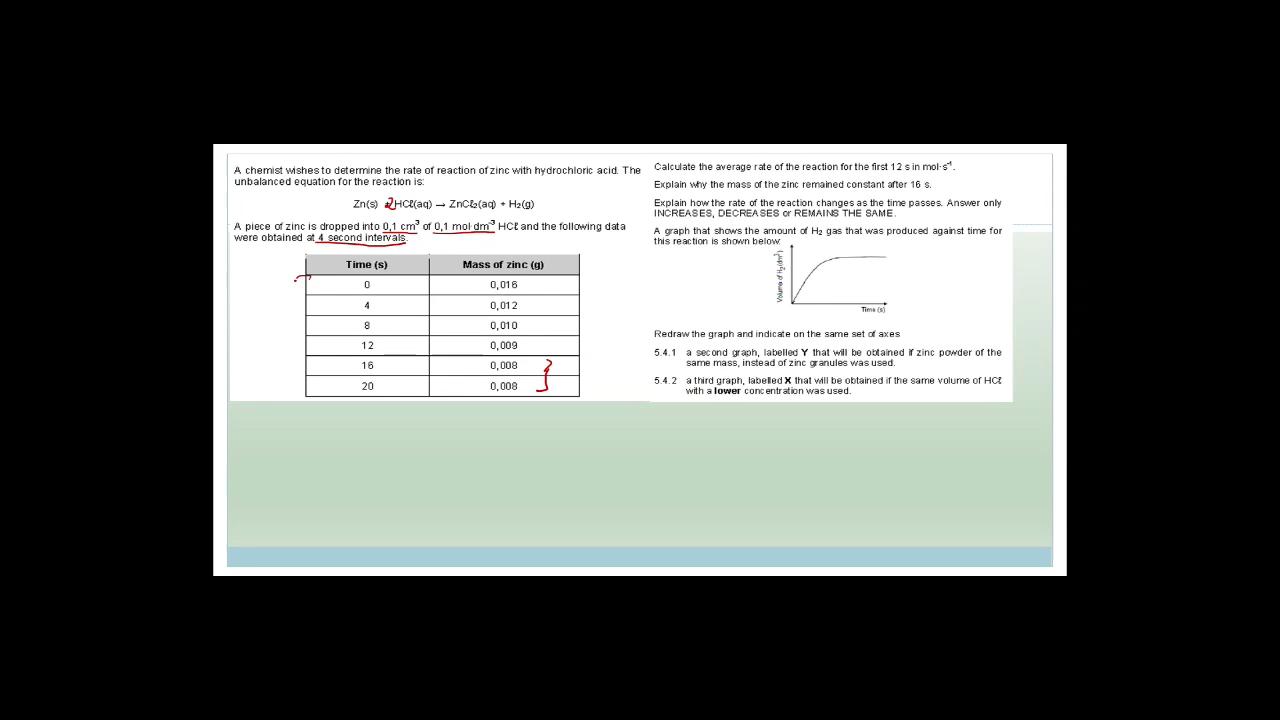 A chemist wishes to determine the rate of reaction of zinc with hydrochloric acid. The
unbalanced equation for the reaction is:
Zn(s) + 2HCℓ(aq) → ZnCℓ₂(aq) + H₂(g)
A piece of zinc is dropped into 0,1 cm³ of 0,1 mol·dm⁻³ HCℓ and the following data
were obtained at 4 second intervals.
Time (s) Mass of zinc (g)
0 0,016
4 0,012
8 0,010
12 0,009
16 0,008
20 0,008
Calculate the average rate of the reaction for the first 12 s in mol·s⁻¹.
Explain why the mass of the zinc remained constant after 16 s.
Explain how the rate of the reaction changes as the time passes. Answer only
INCREASES, DECREASES or REMAINS THE SAME.
A graph that shows the amount of H₂ gas that was produced against time for
this reaction is shown below:
Volume of H₂(dm³)
Time (s)
Redraw the graph and indicate on the same set of axes
5.4.1 a second graph, labelled Y that will be obtained if zinc powder of the
same mass, instead of zinc granules was used.
5.4.2 a third graph, labelled X that will be obtained if the same volume of HCℓ
with a lower concentration was used.